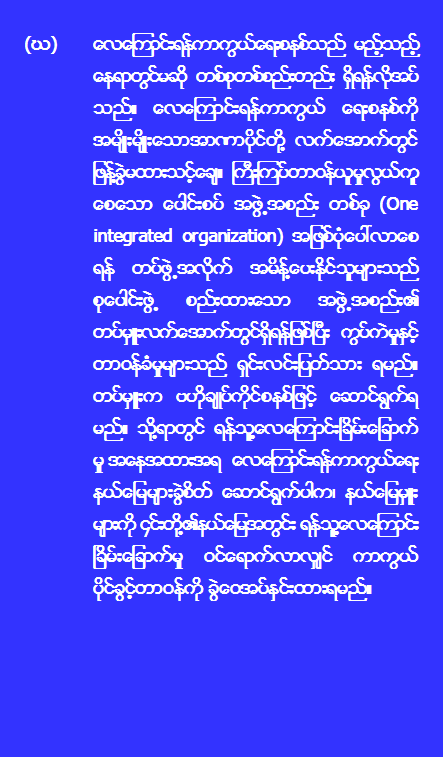 (ဃ) လေကြောင်းရန်ကာကွယ်ရေးစနစ်သည် မည့်သည့်
နေရာတွင်မဆို တစ်စုတစ်စည်းတည်း ရှိရန်လိုအပ်
သည်။ လေကြောင်းရန်ကာကွယ် ရေးစနစ်ကို
အမျိုးမျိုးသောအာဏာပိုင်တို့ လက်အောက်တွင်
ဖြန့်ခွဲမထားသင့်ချေ။ ကြီးကြပ်တာဝန်ယူမှုလွယ်ကူ
စေသော ပေါင်းစပ် အဖွဲ့အစည်း တစ်ခု (One
integrated organization) အဖြစ်ပုံပေါ်လာစေ
ရန် တပ်ဖွဲ့အလိုက် အမိန့်ပေးနိုင်သူများသည်
စုပေါင်းဖွဲ့ စည်းထားသော အဖွဲ့အစည်း၏
တပ်မှူးလက်အောက်တွင်ရှိရန်ဖြစ်ပြီး ကွပ်ကဲမှုနှင့်
တာဝန်ခံမှုများသည် ရှင်းလင်းပြတ်သား ရမည်။
တပ်မှူးက ဗဟိုချုပ်ကိုင်စနစ်ဖြင့် ဆောင်ရွက်ရ
မည်။ သို့ရာတွင် ရန်သူ့လေကြောင်းခြိမ်းခြောက်
မှု အနေအထားအရ လေကြောင်းရန်ကာကွယ်ရေး
နယ်မြေများခွဲစိတ် ဆောင်ရွက်ပါက၊ နယ်မြေမှူး
များကို ၄င်းတို့၏နယ်မြေအတွင်း ရန်သူ့လေကြောင်း
ခြိမ်းခြောက်မှု ဝင်ရောက်လာလျှင် ကာကွယ်
ပိုင်ခွင့်တာဝန်ကို ခွဲဝေအပ်နှင်းထားရမည်။